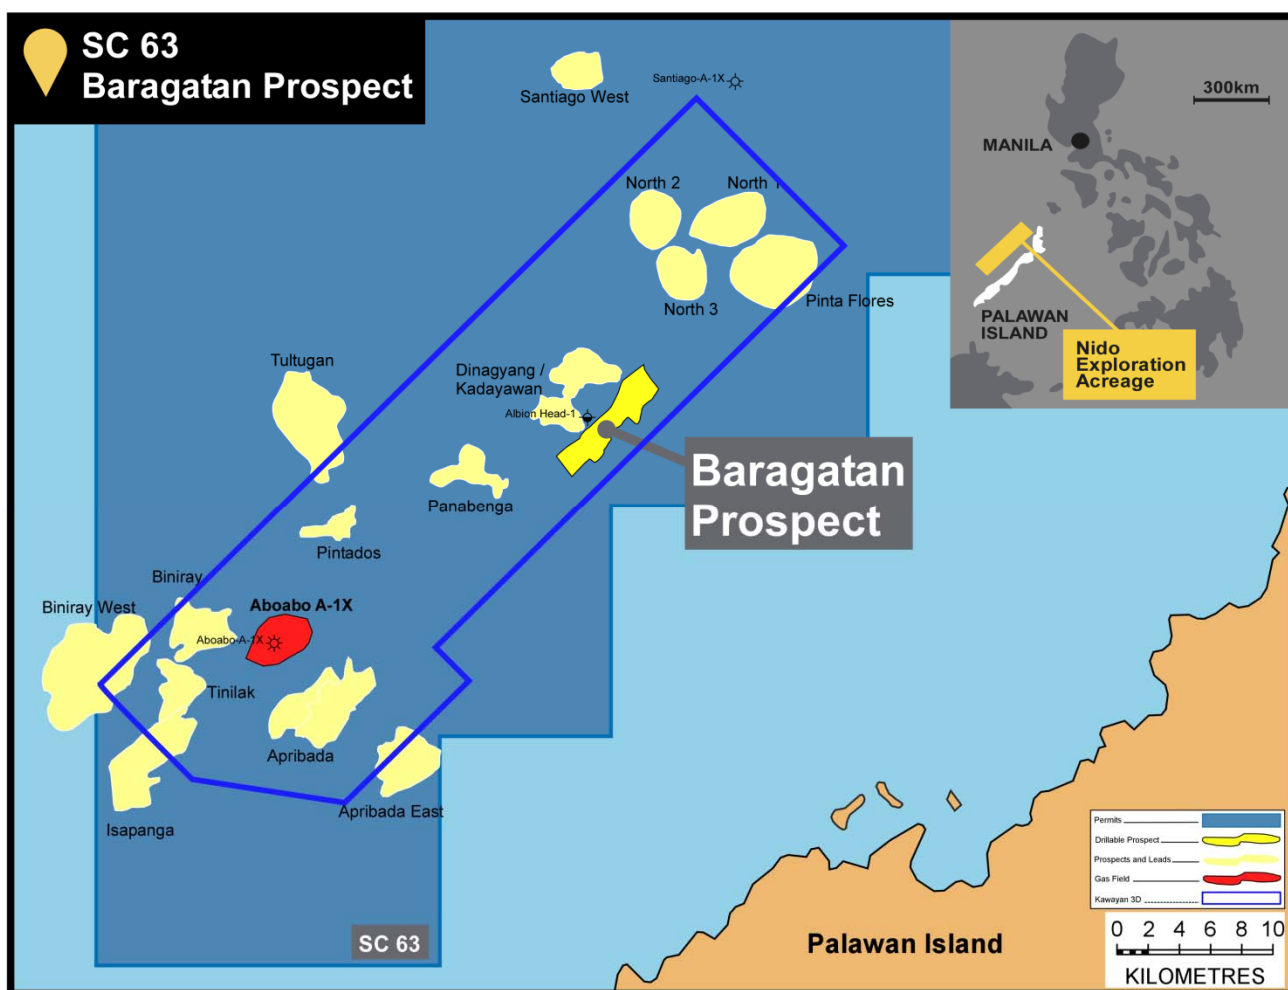 SC 63
Baragatan Prospect
Santiago West
Santiago-A-1X
300km
MANILA
PALAWAN
ISLAND
Nido
Exploration
Acreage
North 2
North 1
North 3
Pinta Flores
Tultugan
Dinagyang /
Kadayawan
Albion Head-1
Baragatan
Prospect
Panabenga
Pintados
Biniray
Biniray West
Aboabo A-1X
Aboabo-A-1X
Tinilak
Apribada
Apribada East
Isapanga
SC 63
Palawan Island
Permits
Drillable Prospect
Prospects and Leads
Gas Field
Kawayan 3D
0 2 4 6 8 10
KILOMETRES